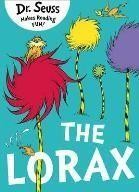 Dr. Seuss
Makes Reading
FUN!
THE
LORAX